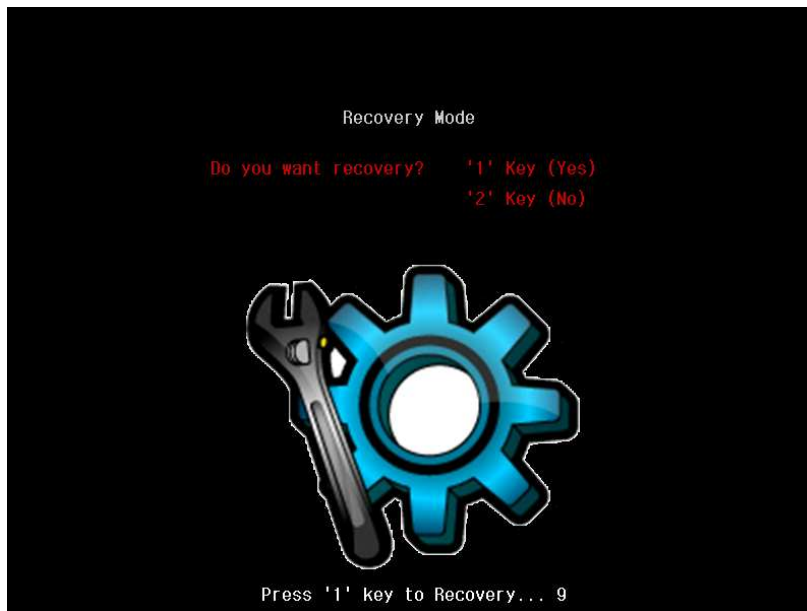 Recovery Mode
Do you want recovery? '1' Key (Yes)
'2' Key (No)
Press '1' key to Recovery... 9